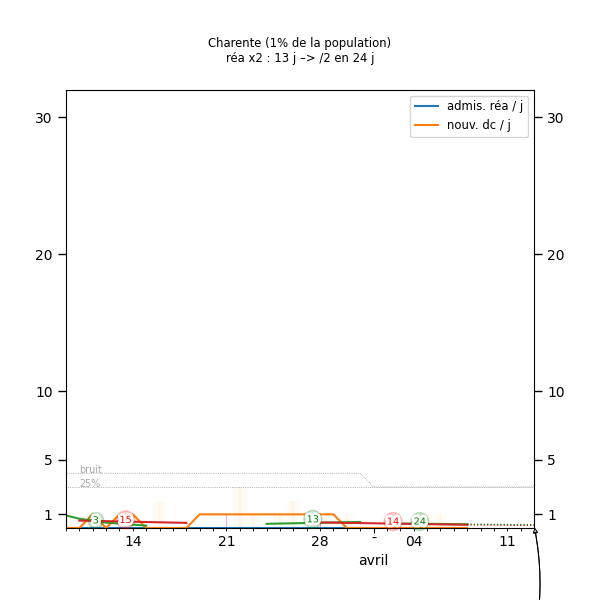 Charente (1% de la population)
réa x2 : 13 j –> /2 en 24 j
admis. réa / j
nouv. dc / j
30 30
20 20
10 10
5 5
bruit
25%
1 3 15 13 14 24 1
14 21 28 - 04 11
avril